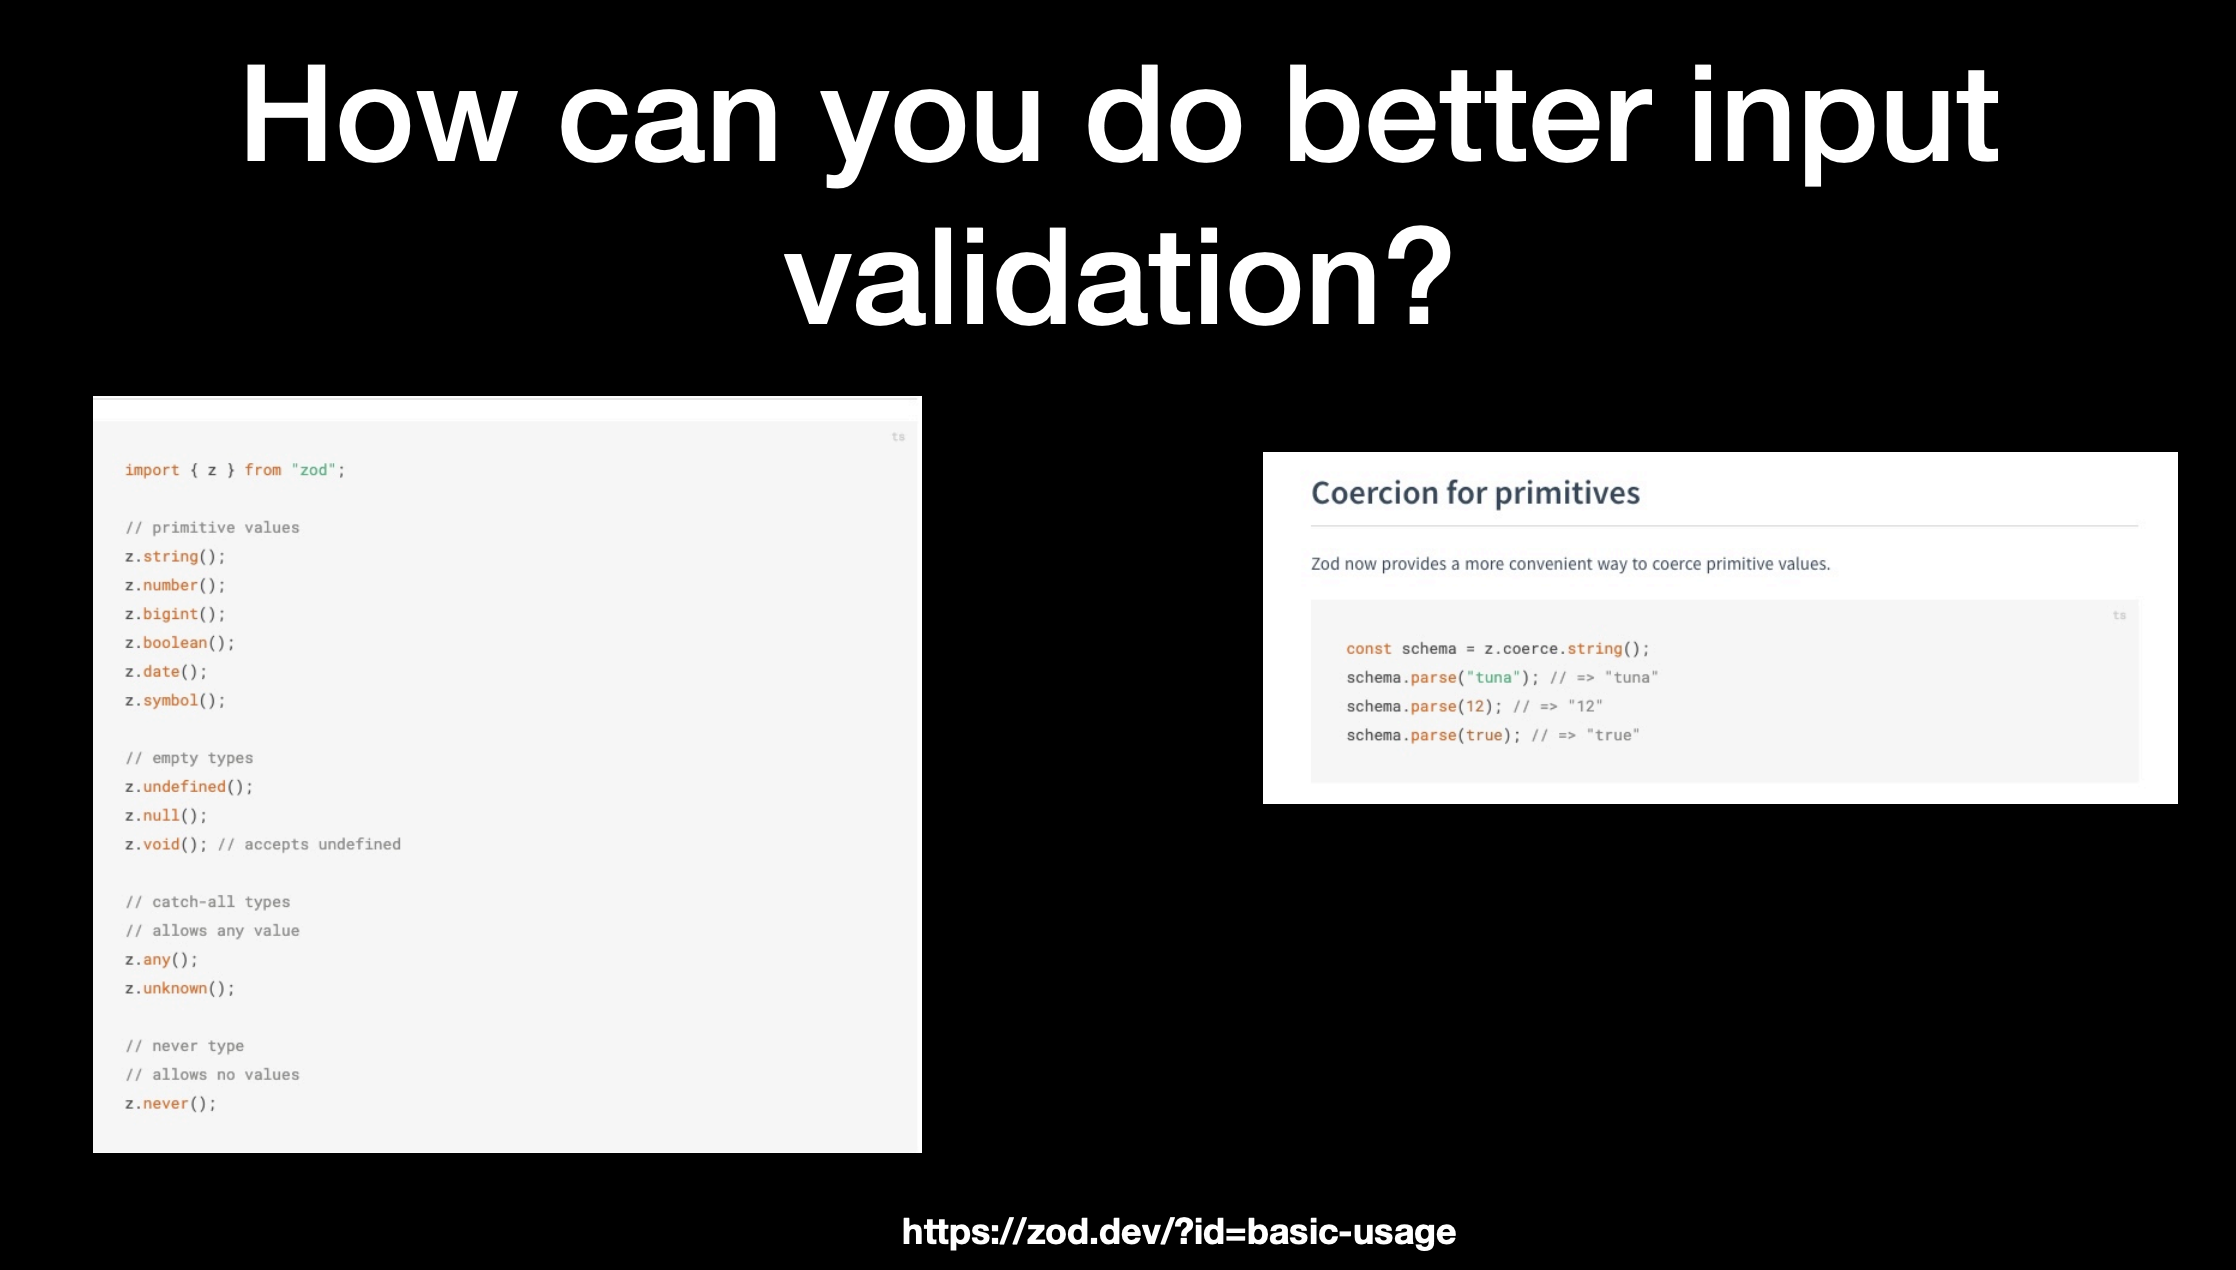 How can you do better input
validation?
ts
import { z } from "zod";
// primitive values
z.string();
z.number();
z.bigint();
z.boolean();
z.date();
z.symbol();
// empty types
z.undefined();
z.null();
z.void(); // accepts undefined
// catch-all types
// allows any value
z.any();
z.unknown();
// never type
// allows no values
z.never();
Coercion for primitives
Zod now provides a more convenient way to coerce primitive values.
ts
const schema = z.coerce.string();
schema.parse("tuna"); // => "tuna"
schema.parse(12); // => "12"
schema.parse(true); // => "true"
https://zod.dev/?id=basic-usage